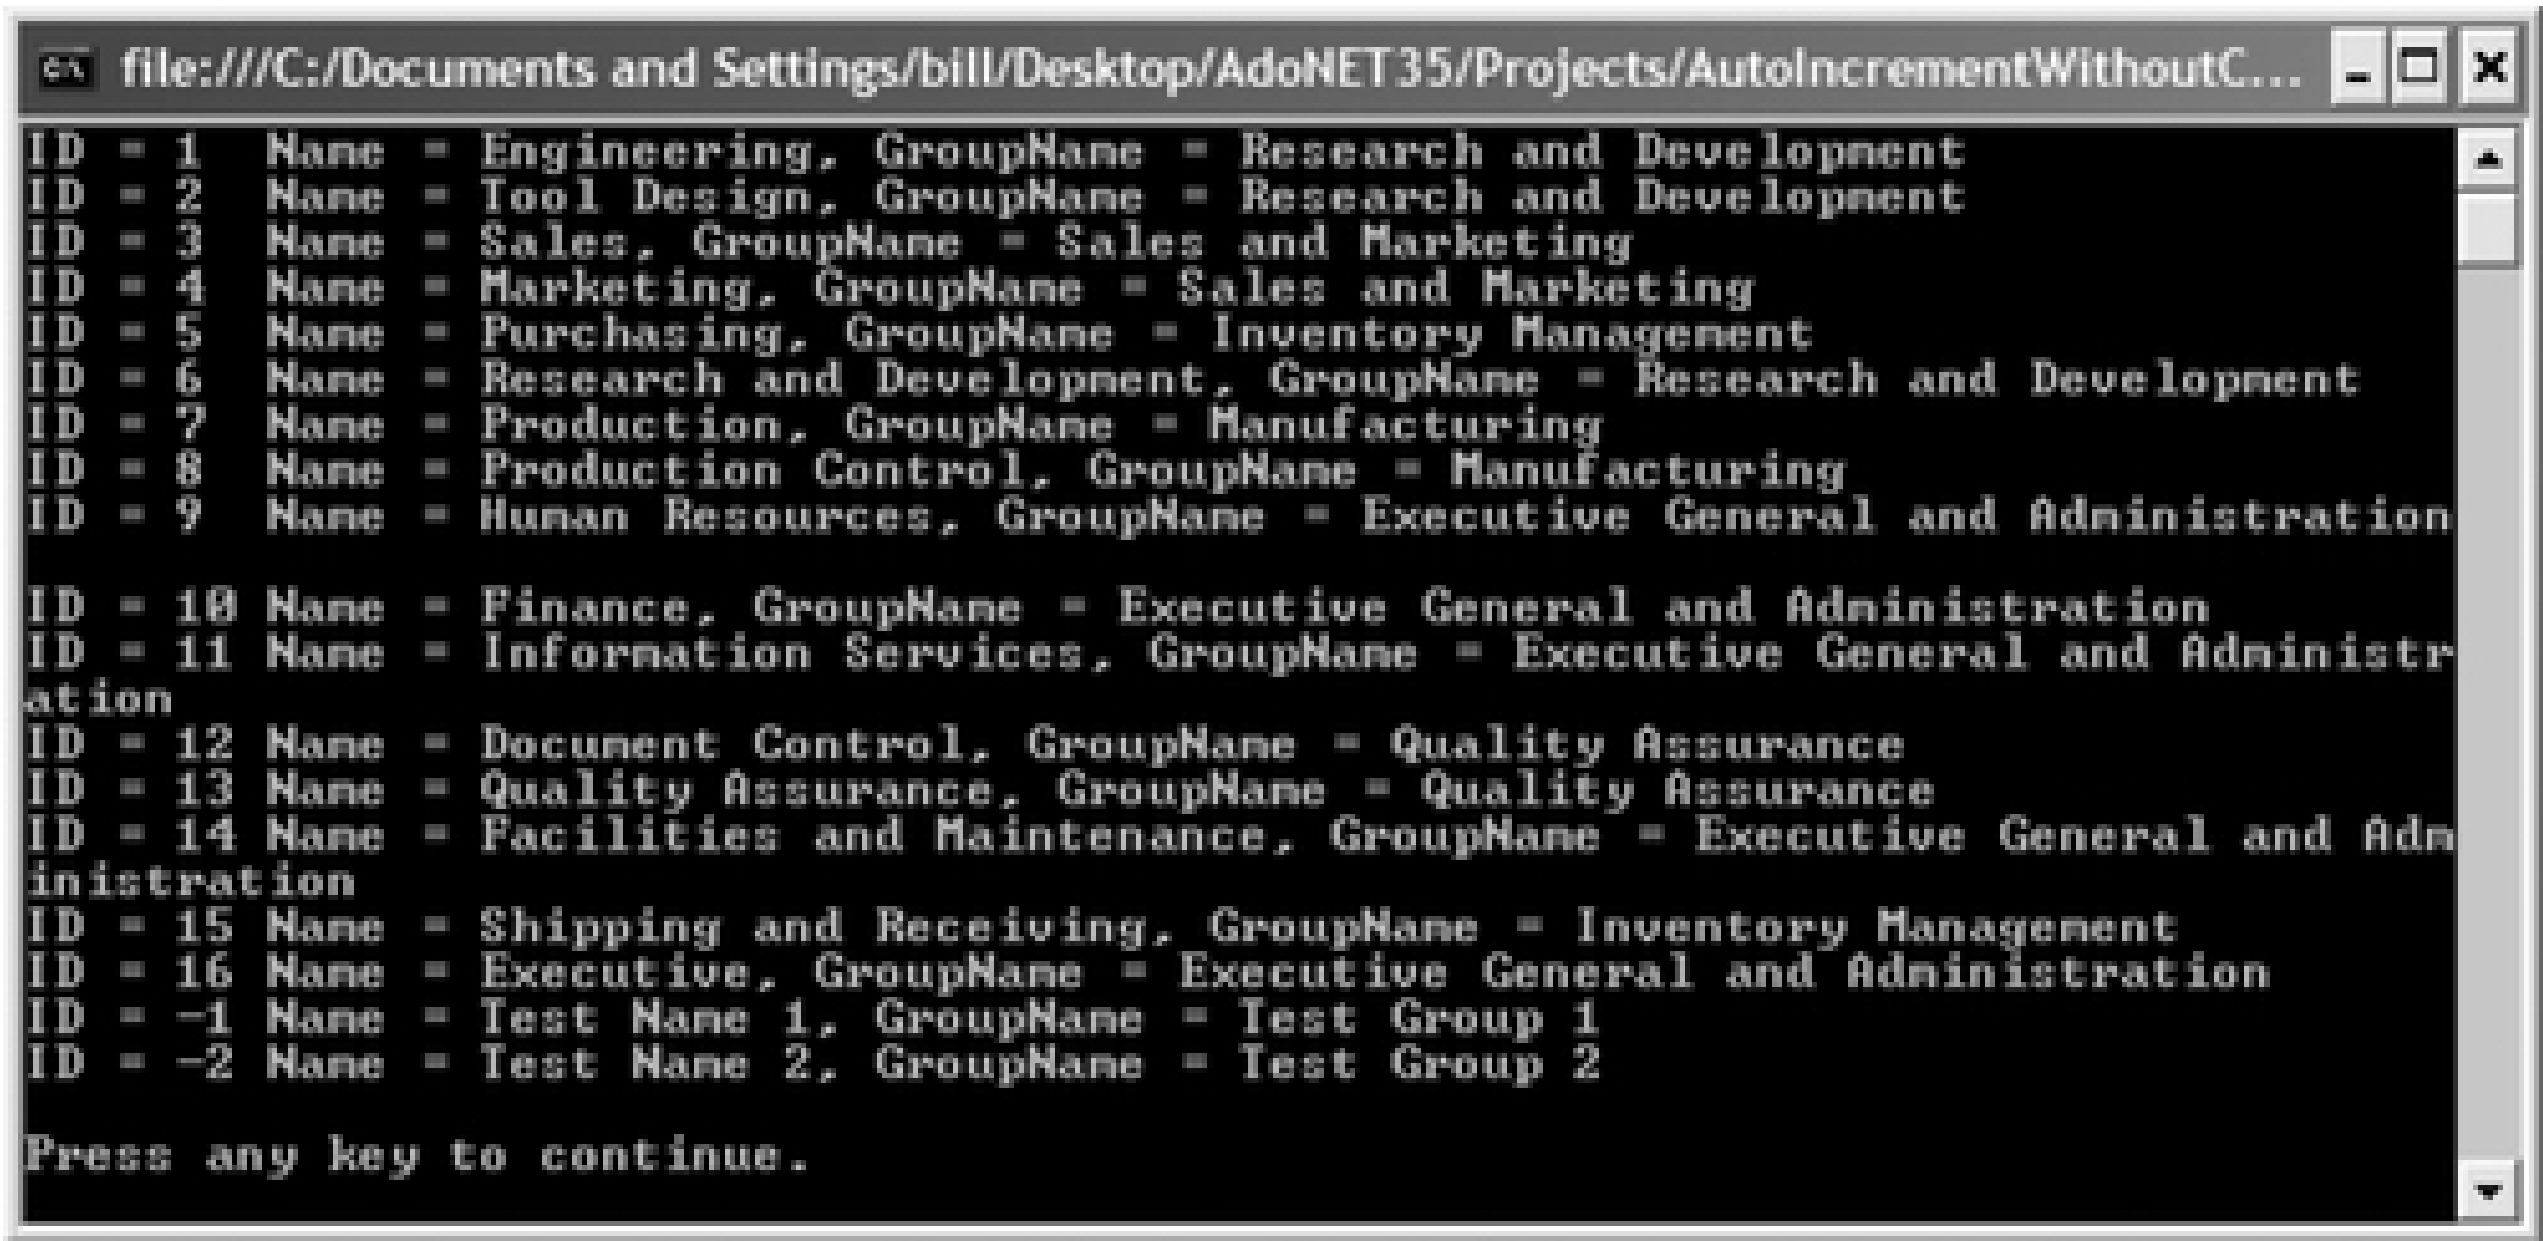 file:///C:/Documents and Settings/bill/Desktop/AdoNET35/Projects/AutoIncrementWithoutC...
ID = 1  Name = Engineering, GroupName = Research and Development
ID = 2  Name = Tool Design, GroupName = Research and Development
ID = 3  Name = Sales, GroupName = Sales and Marketing
ID = 4  Name = Marketing, GroupName = Sales and Marketing
ID = 5  Name = Purchasing, GroupName = Inventory Management
ID = 6  Name = Research and Development, GroupName = Research and Development
ID = 7  Name = Production, GroupName = Manufacturing
ID = 8  Name = Production Control, GroupName = Manufacturing
ID = 9  Name = Human Resources, GroupName = Executive General and Administration
ID = 10 Name = Finance, GroupName = Executive General and Administration
ID = 11 Name = Information Services, GroupName = Executive General and Administr
ation
ID = 12 Name = Document Control, GroupName = Quality Assurance
ID = 13 Name = Quality Assurance, GroupName = Quality Assurance
ID = 14 Name = Facilities and Maintenance, GroupName = Executive General and Adm
inistration
ID = 15 Name = Shipping and Receiving, GroupName = Inventory Management
ID = 16 Name = Executive, GroupName = Executive General and Administration
ID = -1 Name = Test Name 1, GroupName = Test Group 1
ID = -2 Name = Test Name 2, GroupName = Test Group 2
Press any key to continue.